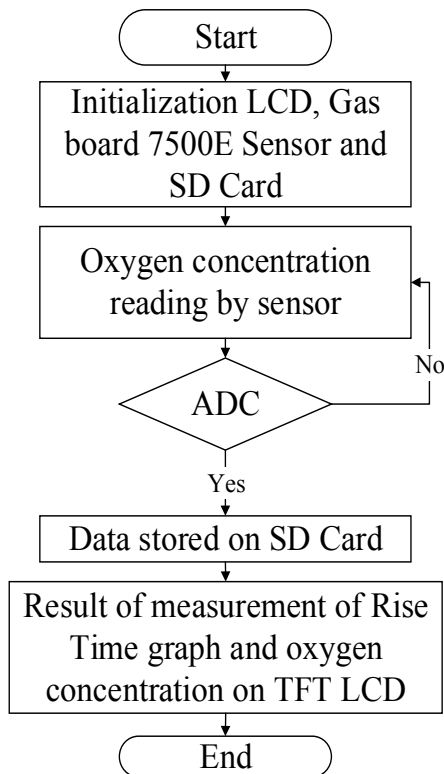 Start
Initialization LCD, Gas
board 7500E Sensor and
SD Card
Oxygen concentration
reading by sensor
No
ADC
Yes
Data stored on SD Card
Result of measurement of Rise
Time graph and oxygen
concentration on TFT LCD
End